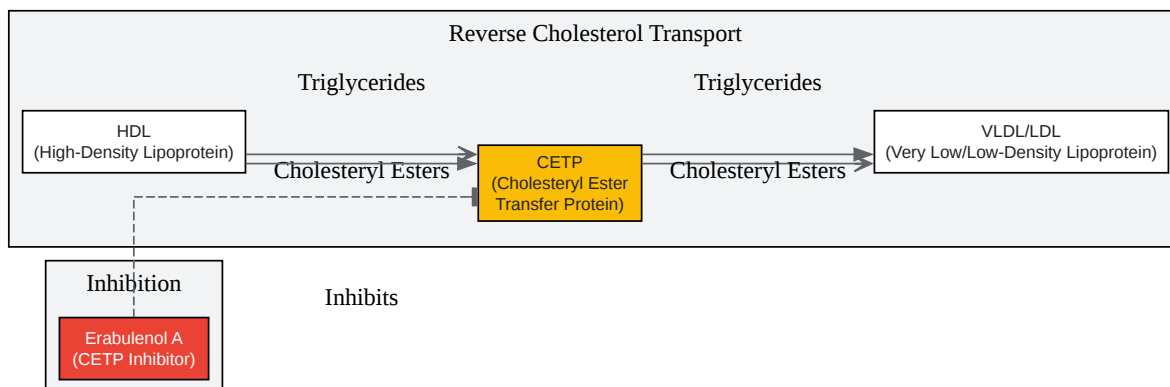 Reverse Cholesterol Transport
Triglycerides
Triglycerides
HDL
(High-Density Lipoprotein)
VLDL/LDL
(Very Low/Low-Density Lipoprotein)
Cholesteryl Esters
CETP
(Cholesteryl Ester
Transfer Protein)
Cholesteryl Esters
Inhibition
Inhibits
Erabulenol A
(CETP Inhibitor)